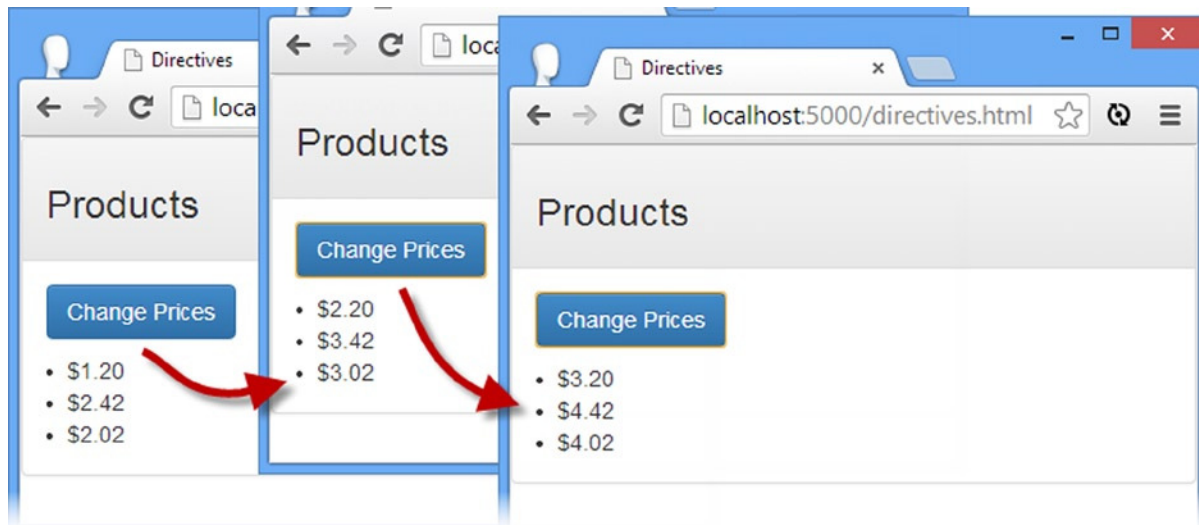 Directives
loca
Products
Change Prices
• $1.20
• $2.42
• $2.02
loca
Products
Change Prices
• $2.20
• $3.42
• $3.02
Directives
localhost:5000/directives.html
Products
Change Prices
• $3.20
• $4.42
• $4.02